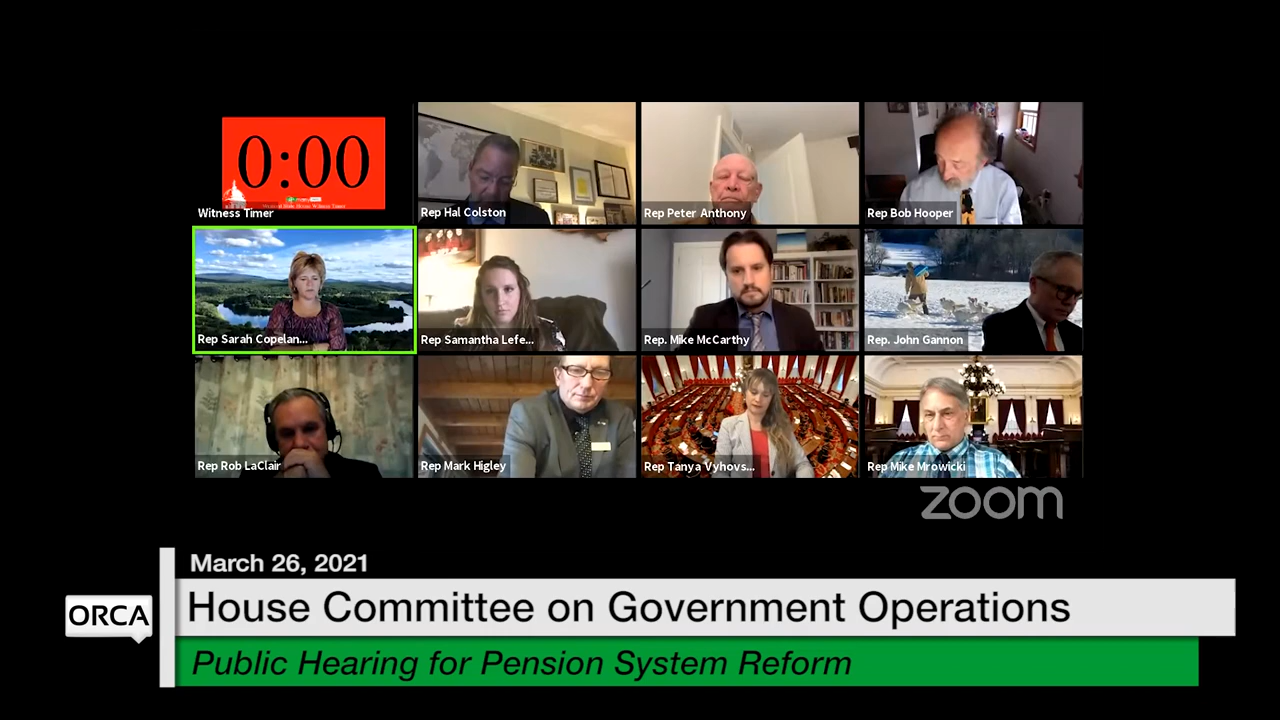 0:00
Witness Timer
Rep Hal Colston
Rep Peter Anthony
Rep Bob Hooper
Rep Sarah Copelan...
Rep Samantha Lefe...
Rep. Mike McCarthy
Rep. John Gannon
Rep Rob LaClair
Rep Mark Higley
Rep Tanya Vyhovs...
Rep Mike Mrowicki
zoom
March 26, 2021
ORCA
House Committee on Government Operations
Public Hearing for Pension System Reform